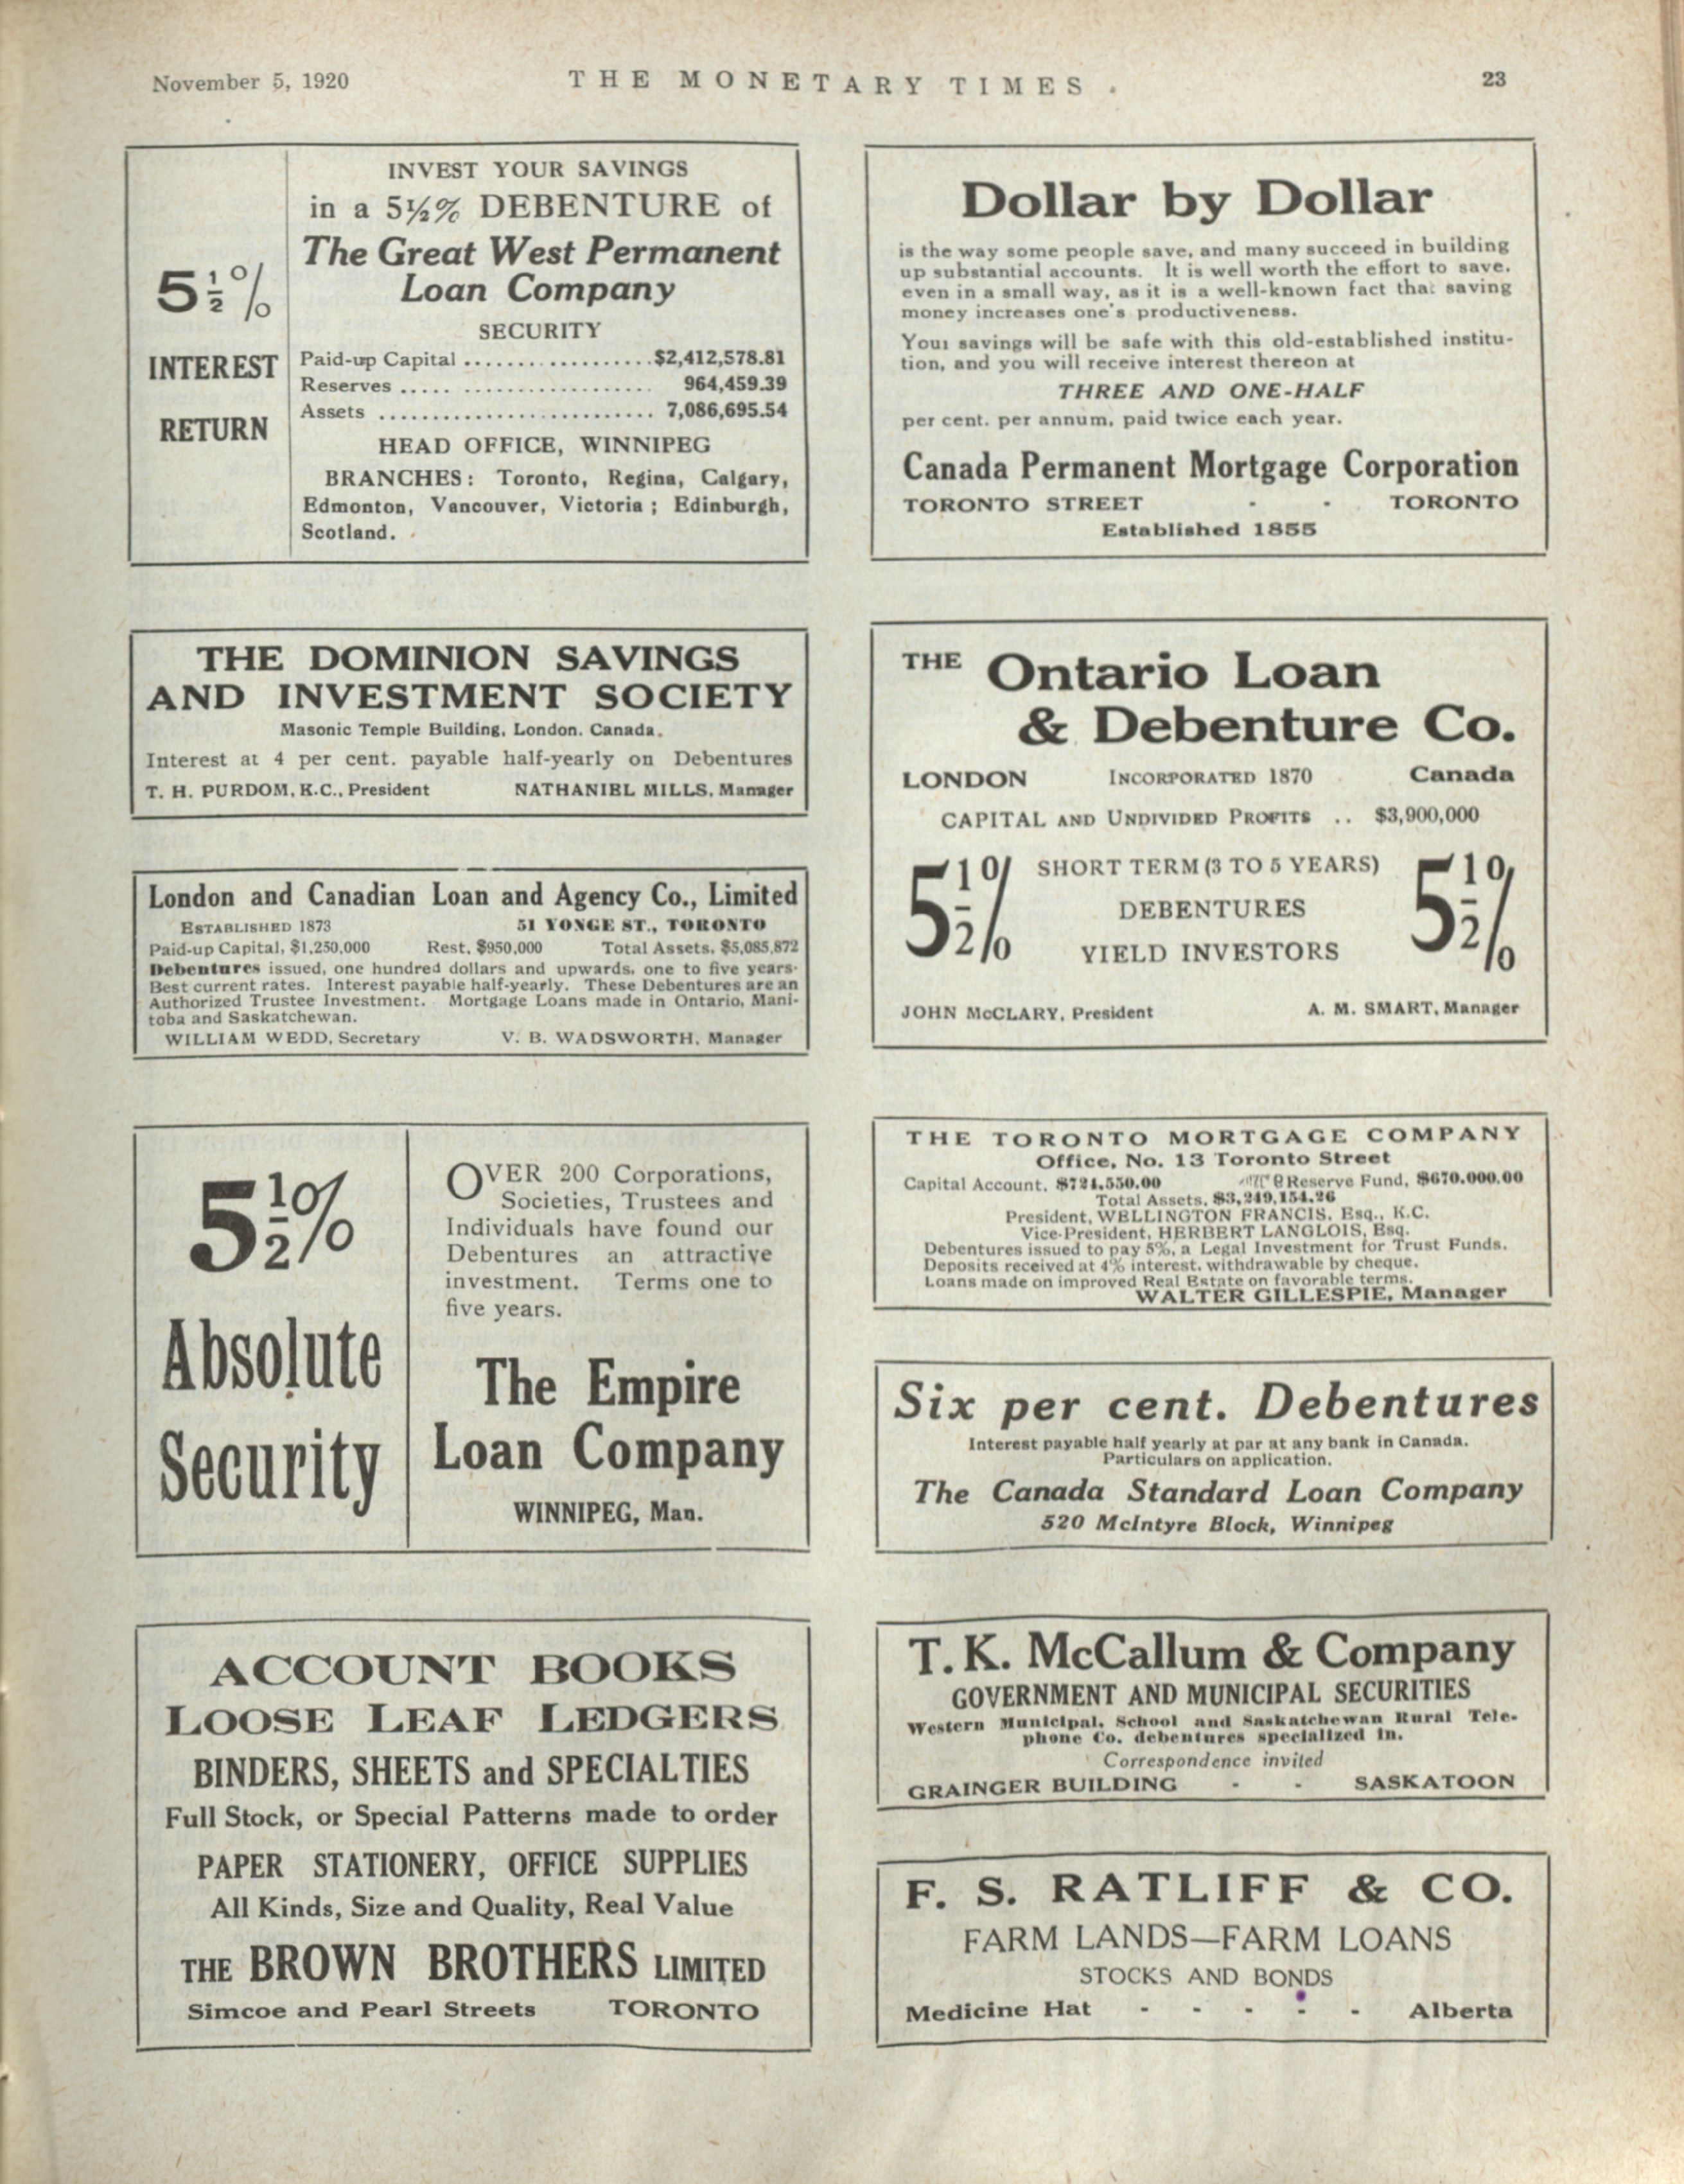 November 5, 1920
THE MONETARY TIMES.
23
5½%
INTEREST
RETURN
INVEST YOUR SAVINGS
in a 5½% DEBENTURE of
The Great West Permanent
Loan Company
SECURITY
Paid-up Capital .................. $2,412,578.81
Reserves ..... ................... 964,459.39
Assets .......................... 7,086,695.54
HEAD OFFICE, WINNIPEG
BRANCHES: Toronto, Regina, Calgary,
Edmonton, Vancouver, Victoria; Edinburgh,
Scotland.
THE DOMINION SAVINGS
AND INVESTMENT SOCIETY
Masonic Temple Building, London, Canada.
Interest at 4 per cent. payable half-yearly on Debentures
T. H. PURDOM, K.C., President NATHANIEL MILLS, Manager
London and Canadian Loan and Agency Co., Limited
ESTABLISHED 1873 51 YONGE ST., TORONTO
Paid-up Capital, $1,250,000 Rest, $950,000 Total Assets, $5,085,872
Debentures issued, one hundred dollars and upwards, one to five years.
Best current rates. Interest payable half-yearly. These Debentures are an
Authorized Trustee Investment. Mortgage Loans made in Ontario, Mani-
toba and Saskatchewan.
WILLIAM WEDD, Secretary V. B. WADSWORTH, Manager
5½%
Absolute
Security
OVER 200 Corporations,
Societies, Trustees and
Individuals have found our
Debentures an attractive
investment. Terms one to
five years.
The Empire
Loan Company
WINNIPEG, Man.
ACCOUNT BOOKS
LOOSE LEAF LEDGERS
BINDERS, SHEETS and SPECIALTIES
Full Stock, or Special Patterns made to order
PAPER STATIONERY, OFFICE SUPPLIES
All Kinds, Size and Quality, Real Value
THE BROWN BROTHERS LIMITED
Simcoe and Pearl Streets TORONTO
Dollar by Dollar
is the way some people save, and many succeed in building
up substantial accounts. It is well worth the effort to save,
even in a small way, as it is a well-known fact that saving
money increases one's productiveness.
Your savings will be safe with this old-established institu-
tion, and you will receive interest thereon at
THREE AND ONE-HALF
per cent. per annum, paid twice each year.
Canada Permanent Mortgage Corporation
TORONTO STREET - - TORONTO
Established 1855
THE Ontario Loan
& Debenture Co.
LONDON INCORPORATED 1870 Canada
CAPITAL AND UNDIVIDED PROFITS .. $3,900,000
5½% SHORT TERM (3 TO 5 YEARS) 5½%
DEBENTURES
YIELD INVESTORS
JOHN McCLARY, President A. M. SMART, Manager
THE TORONTO MORTGAGE COMPANY
Office, No. 13 Toronto Street
Capital Account, $724,550.00 Reserve Fund, $670,000.00
Total Assets, $3,249,154.26
President, WELLINGTON FRANCIS, Esq., K.C.
Vice-President, HERBERT LANGLOIS, Esq.
Debentures issued to pay 5%, a Legal Investment for Trust Funds.
Deposits received at 4% interest, withdrawable by cheque.
Loans made on improved Real Estate on favorable terms.
WALTER GILLESPIE, Manager
Six per cent. Debentures
Interest payable half yearly at par at any bank in Canada.
Particulars on application.
The Canada Standard Loan Company
520 McIntyre Block, Winnipeg
T. K. McCallum & Company
GOVERNMENT AND MUNICIPAL SECURITIES
Western Municipal, School and Saskatchewan Rural Tele-
phone Co. debentures specialized in.
Correspondence invited
GRAINGER BUILDING - - SASKATOON
F. S. RATLIFF & CO.
FARM LANDS—FARM LOANS
STOCKS AND BONDS
Medicine Hat - - - - - Alberta